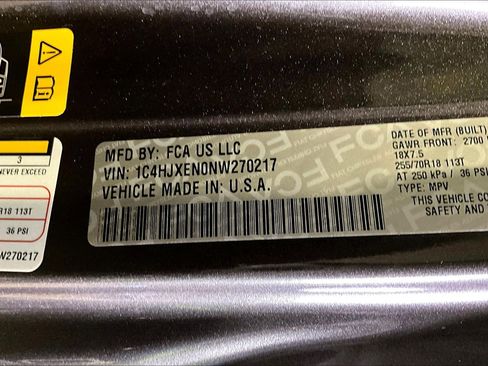 EXCEED
3
R18 113T
36 PSI
W270217
MFD BY: FCA US LLC
VIN: 1C4HJXEN0NW270217
VEHICLE MADE IN U.S.A.
DATE OF MFR (BUILT)
GAWR FRONT: 2700
18X7.5
255/70R18 113T
AT 250 kPa / 36 PSI
TYPE: MPV
THIS VEHICLE CO
SAFETY AND